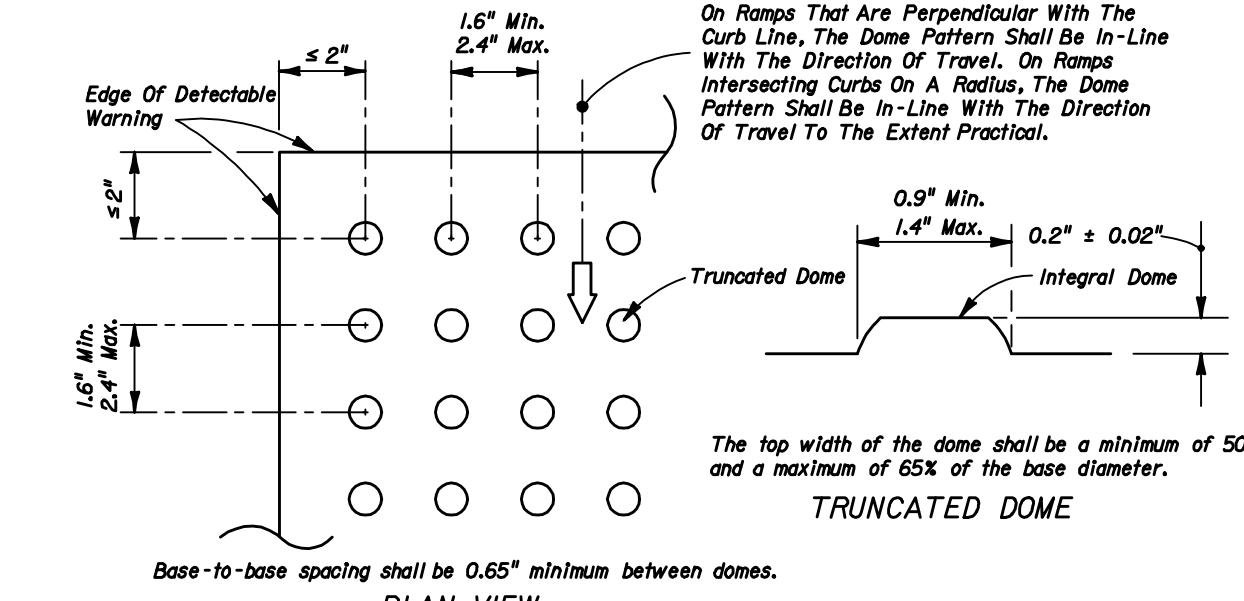 On Ramps That Are Perpendicular With The
Curb Line, The Dome Pattern Shall Be In-Line
With The Direction Of Travel. On Ramps
Intersecting Curbs On A Radius, The Dome
Pattern Shall Be In-Line With The Direction
Of Travel To The Extent Practical.
1.6" Min.
2.4" Max.
≤ 2"
Edge Of Detectable
Warning
≤ 2"
0.9" Min.
1.4" Max.
0.2" ± 0.02"
Truncated Dome
Integral Dome
1.6" Min.
2.4" Max.
The top width of the dome shall be a minimum of 50
and a maximum of 65% of the base diameter.
TRUNCATED DOME
Base-to-base spacing shall be 0.65" minimum between domes.
PLAN VIEW